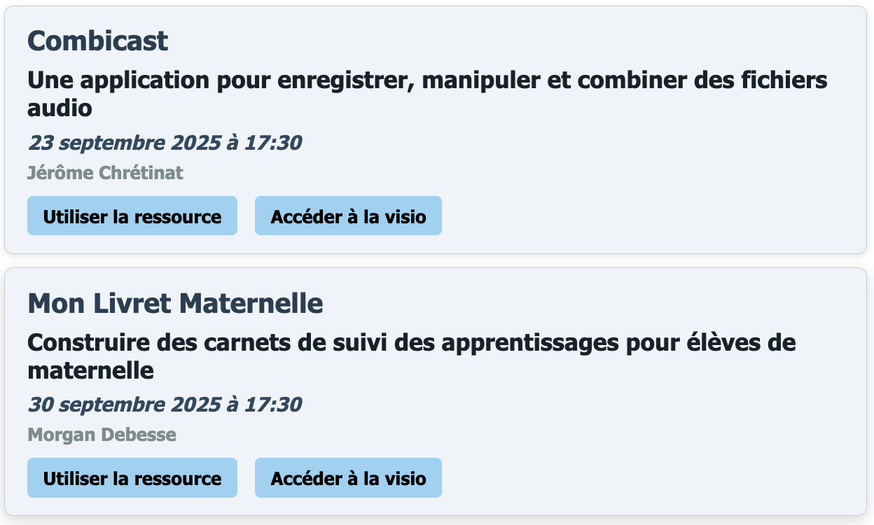 Combicast
Une application pour enregistrer, manipuler et combiner des fichiers
audio
23 septembre 2025 à 17:30
Jérôme Chrétinat
Utiliser la ressource Accéder à la visio
Mon Livret Maternelle
Construire des carnets de suivi des apprentissages pour élèves de
maternelle
30 septembre 2025 à 17:30
Morgan Debesse
Utiliser la ressource Accéder à la visio